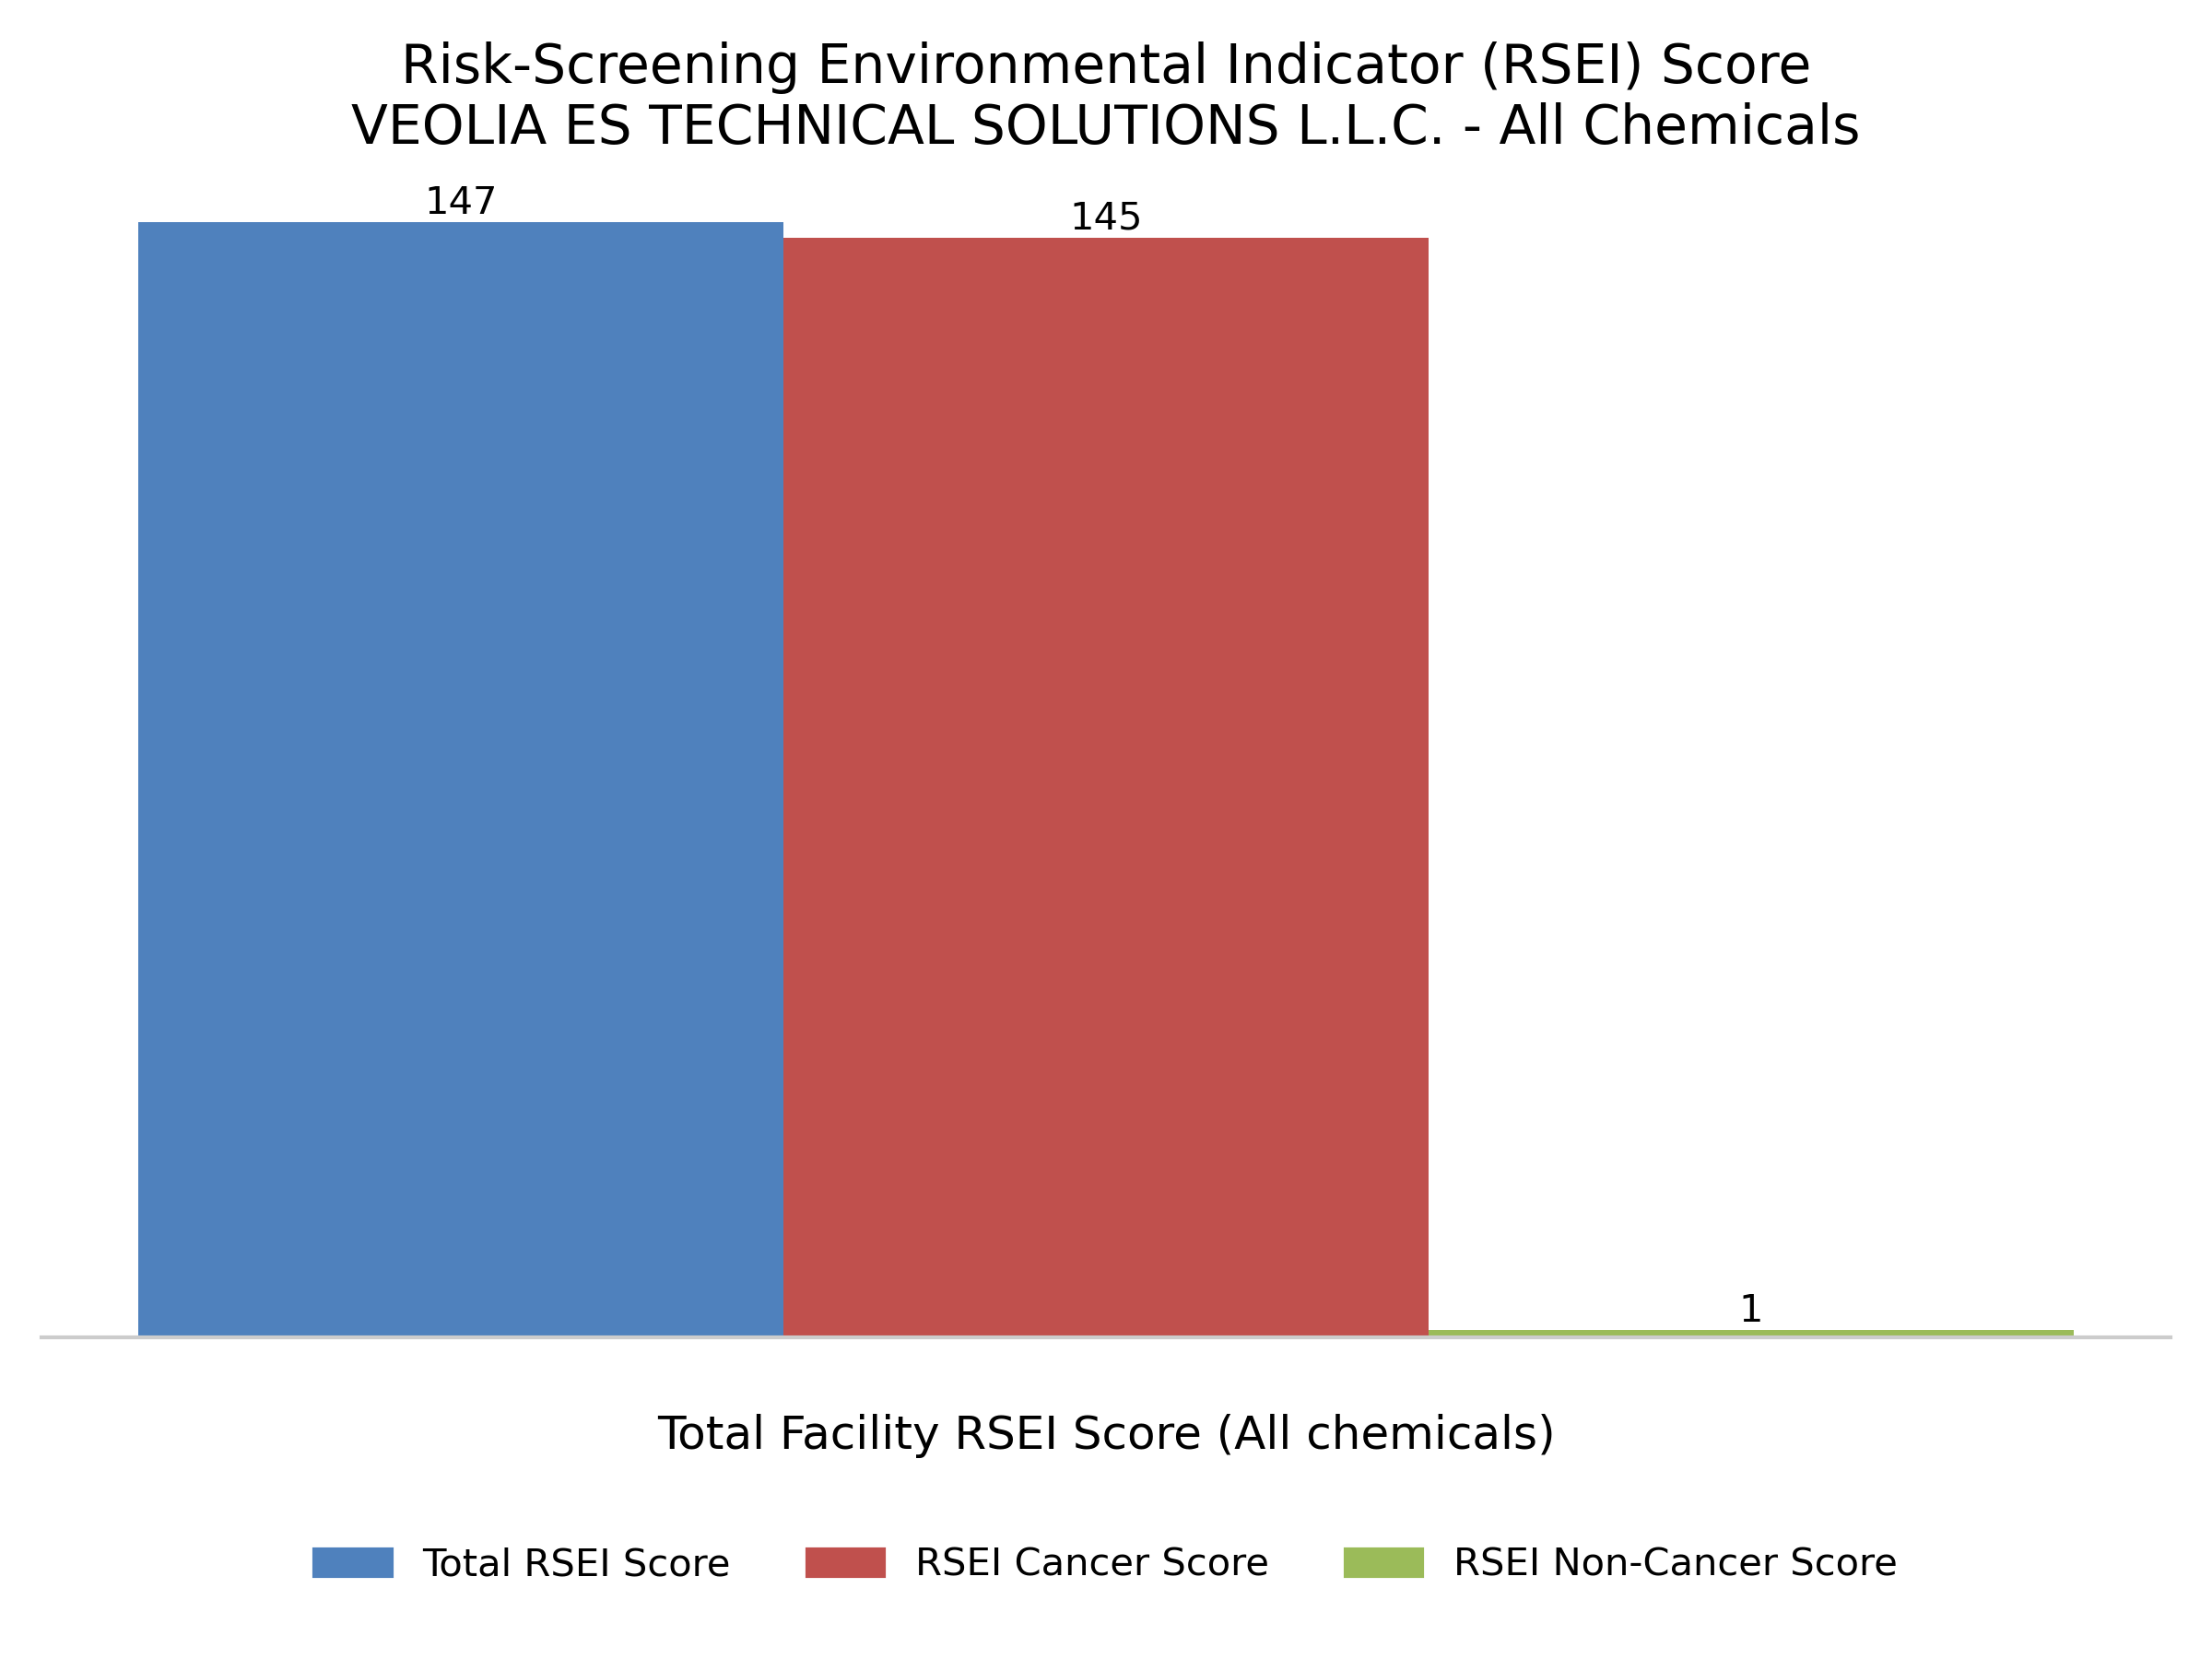 Risk-Screening Environmental Indicator (RSEI) Score
VEOLIA ES TECHNICAL SOLUTIONS L.L.C. - All Chemicals
147
145
1
Total Facility RSEI Score (All chemicals)
Total RSEI Score
RSEI Cancer Score
RSEI Non-Cancer Score